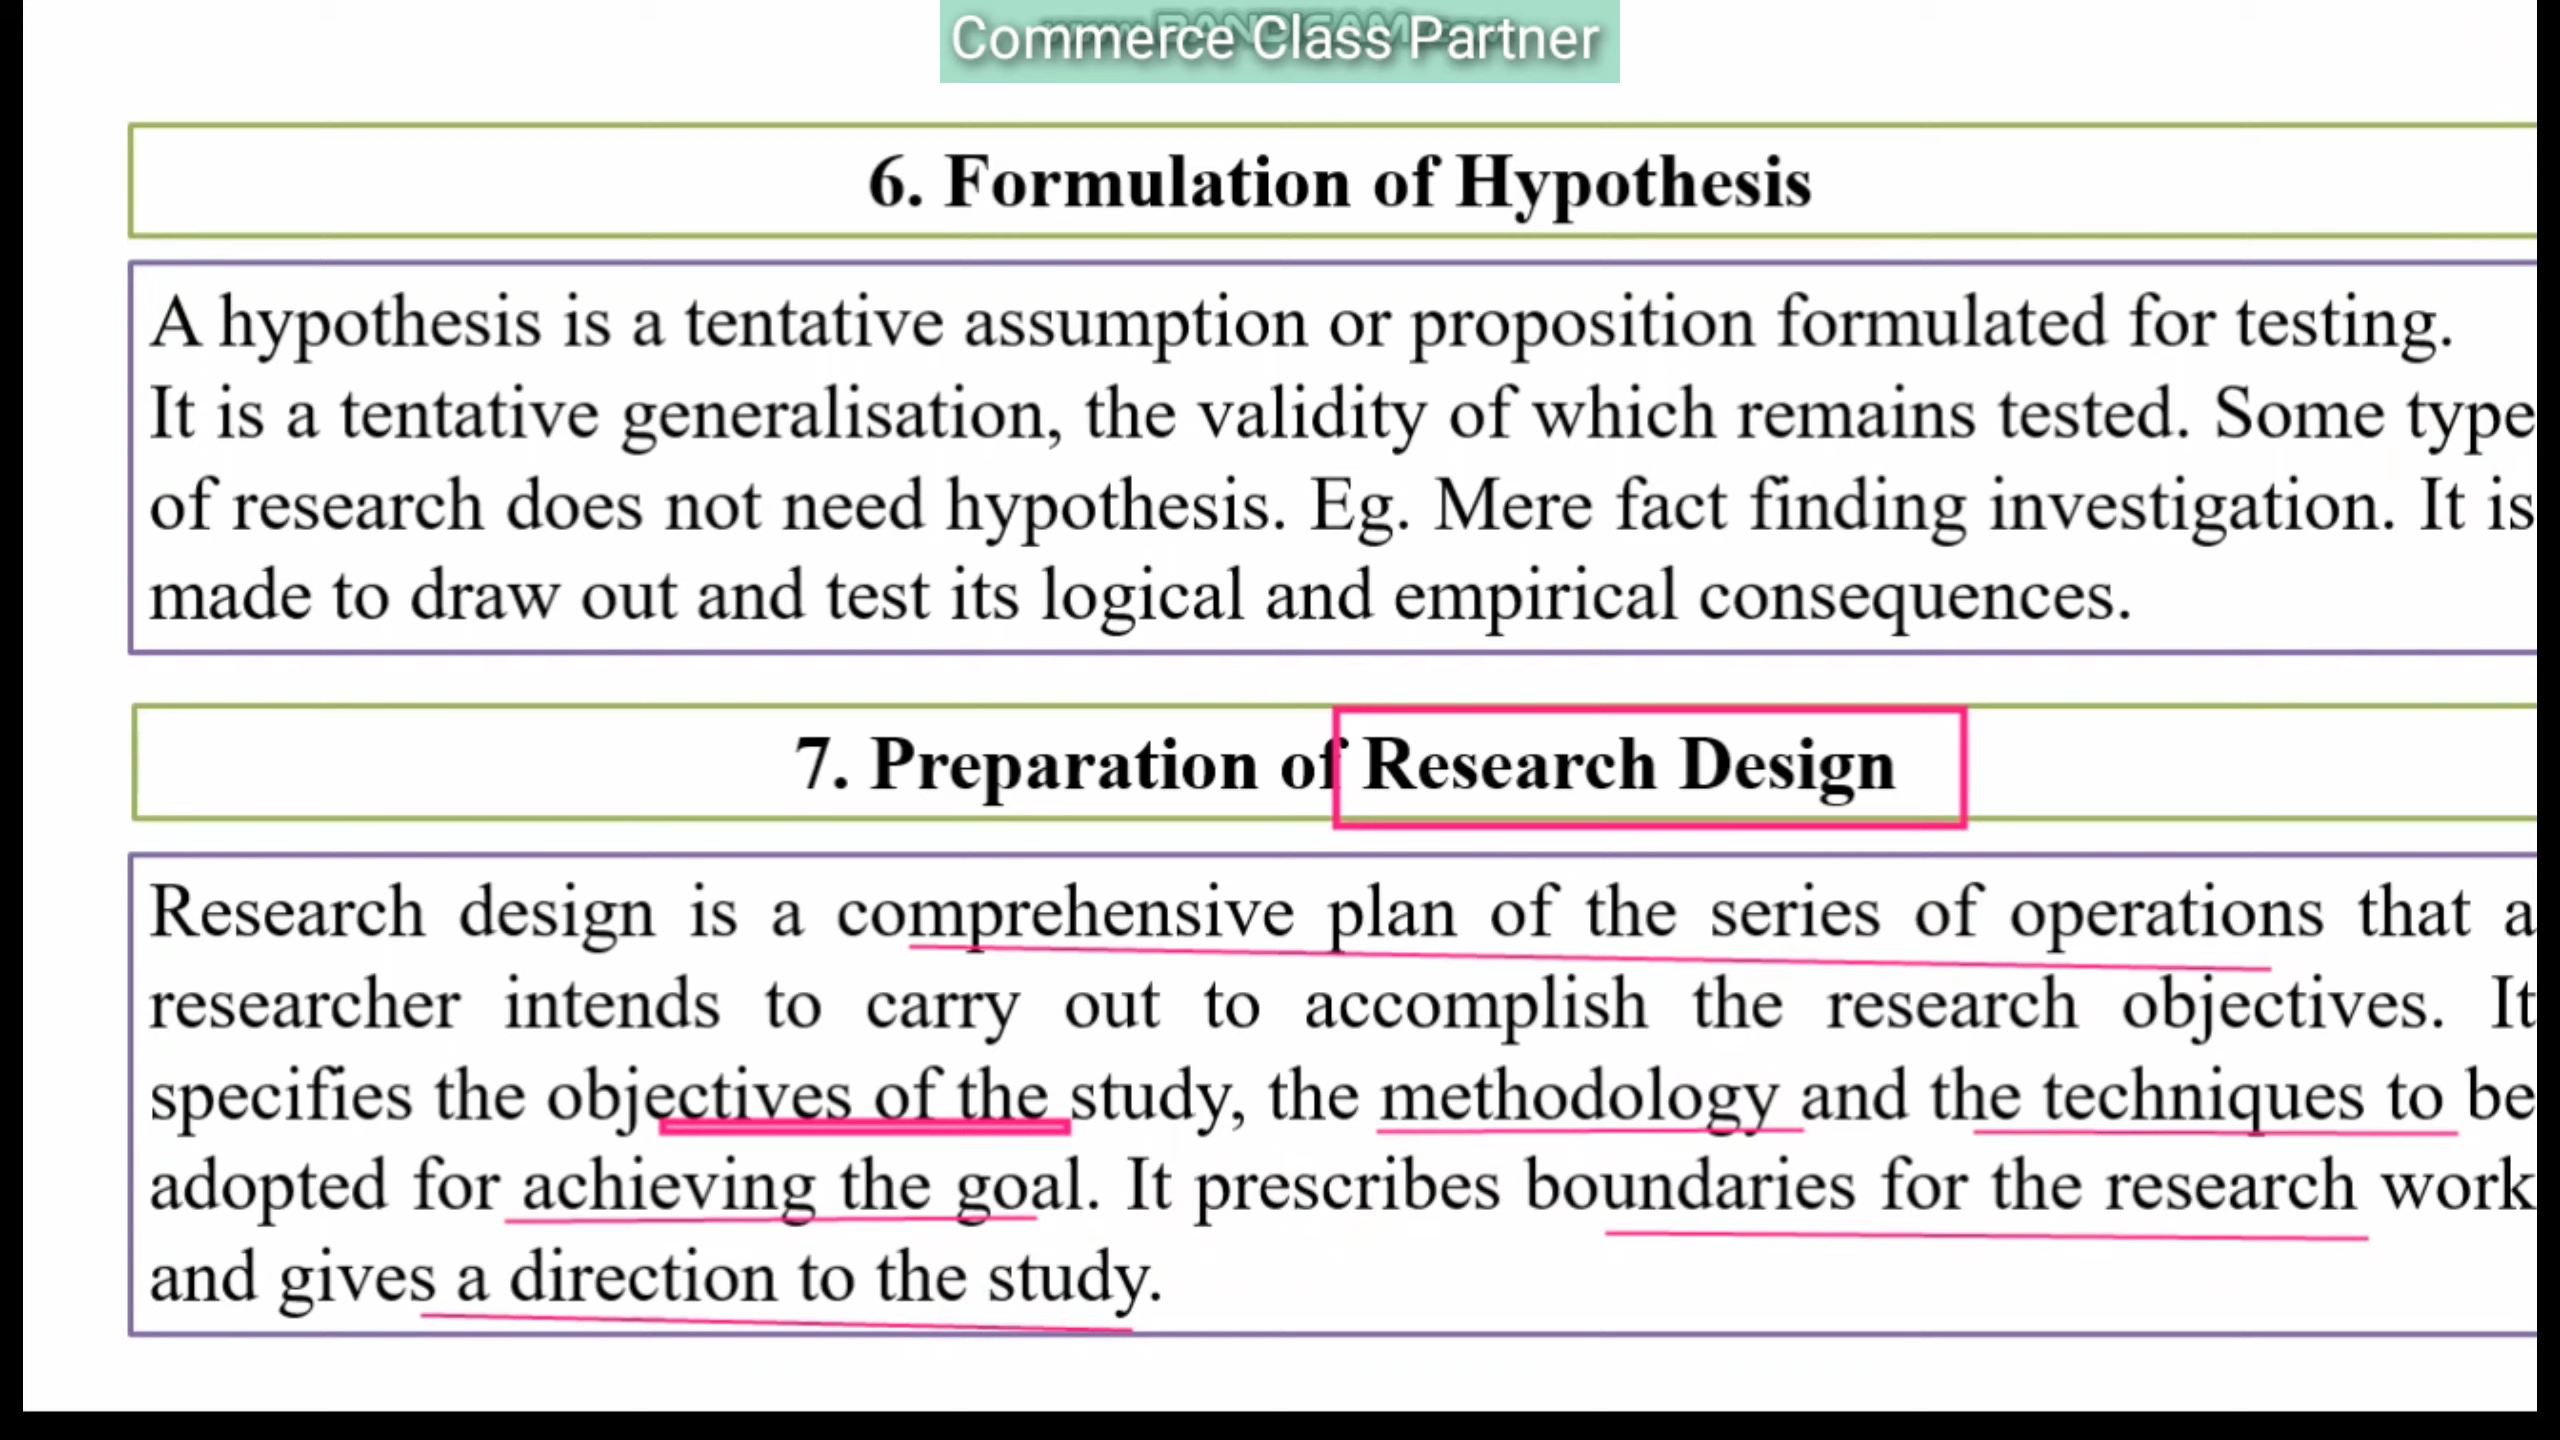 Commerce Class Partner
6. Formulation of Hypothesis
A hypothesis is a tentative assumption or proposition formulated for testing.
It is a tentative generalisation, the validity of which remains tested. Some type
of research does not need hypothesis. Eg. Mere fact finding investigation. It is
made to draw out and test its logical and empirical consequences.
7. Preparation of Research Design
Research design is a comprehensive plan of the series of operations that a
researcher intends to carry out to accomplish the research objectives. It
specifies the objectives of the study, the methodology and the techniques to be
adopted for achieving the goal. It prescribes boundaries for the research work
and gives a direction to the study.